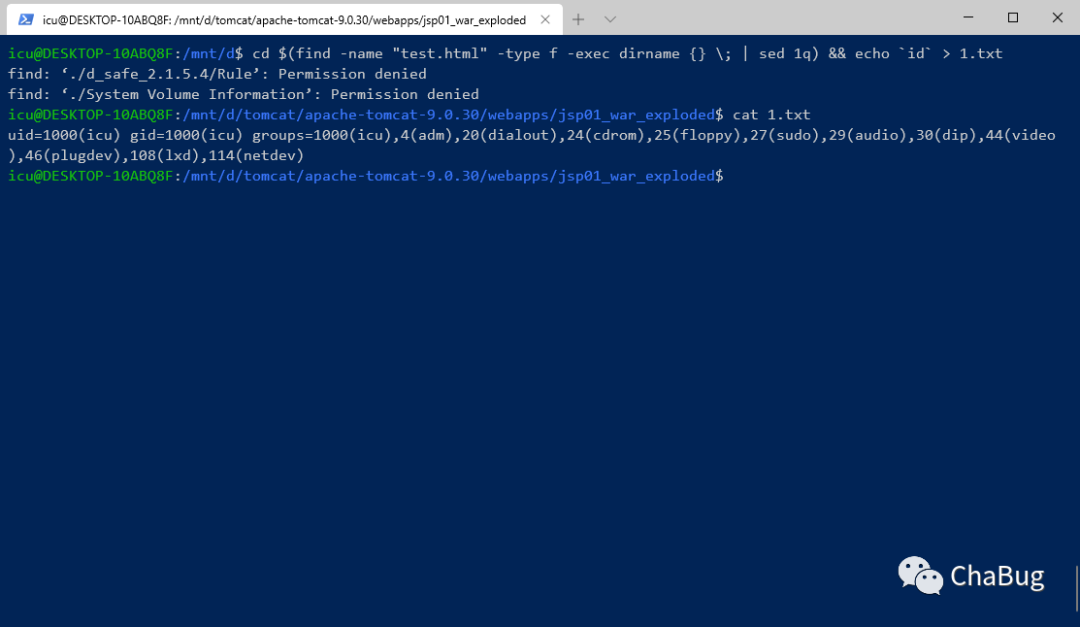 icu@DESKTOP-10ABQ8F: /mnt/d/tomcat/apache-tomcat-9.0.30/webapps/jsp01_war_exploded
icu@DESKTOP-10ABQ8F:/mnt/d$ cd $(find -name "test.html" -type f -exec dirname {} \; | sed 1q) && echo `id` > 1.txt
find: ‘./d_safe_2.1.5.4/Rule’: Permission denied
find: ‘./System Volume Information’: Permission denied
icu@DESKTOP-10ABQ8F:/mnt/d/tomcat/apache-tomcat-9.0.30/webapps/jsp01_war_exploded$ cat 1.txt
uid=1000(icu) gid=1000(icu) groups=1000(icu),4(adm),20(dialout),24(cdrom),25(floppy),27(sudo),29(audio),30(dip),44(video
),46(plugdev),108(lxd),114(netdev)
icu@DESKTOP-10ABQ8F:/mnt/d/tomcat/apache-tomcat-9.0.30/webapps/jsp01_war_exploded$
ChaBug